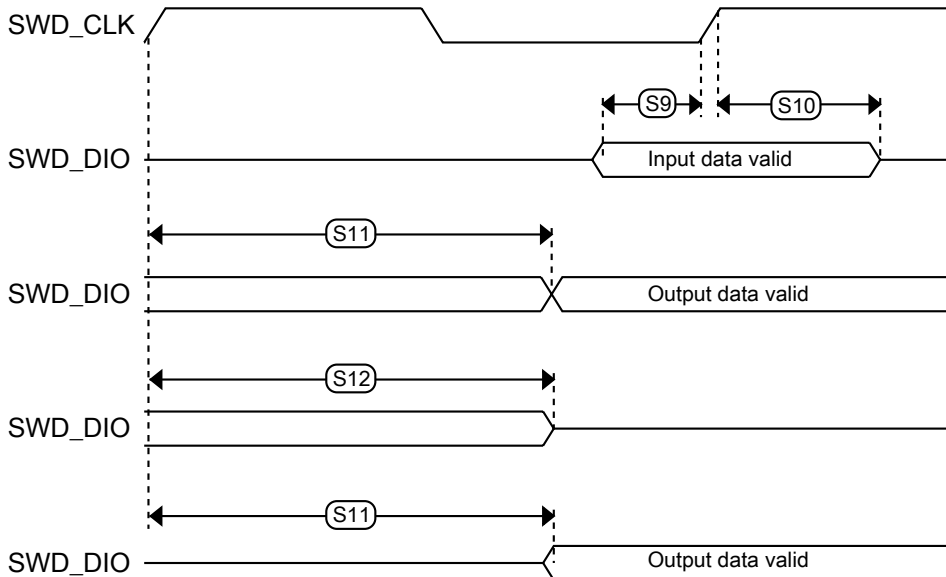 SWD_CLK
S9
S10
SWD_DIO
Input data valid
S11
SWD_DIO
Output data valid
S12
SWD_DIO
S11
SWD_DIO
Output data valid